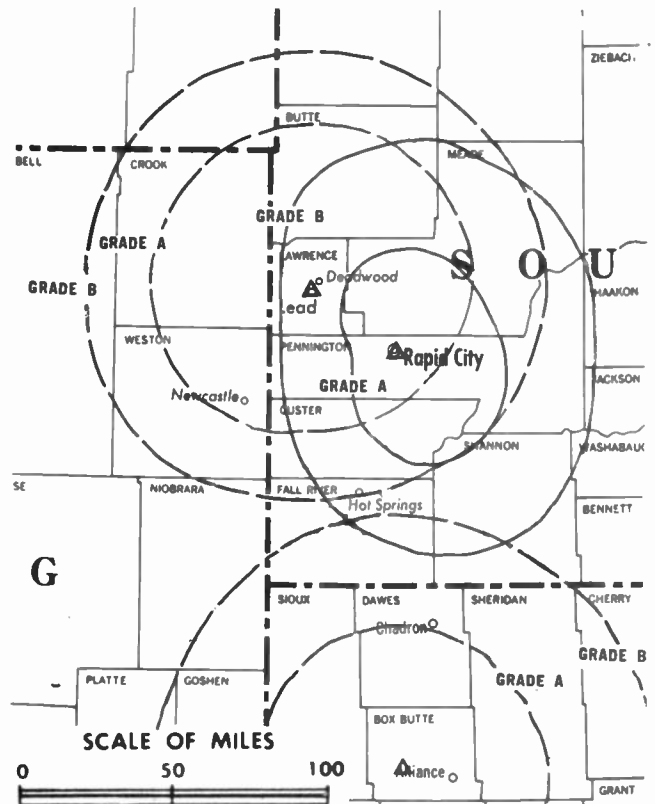 ZIEBACH
BUTTE
BELL
CROOK
MEADE
GRADE B
GRADE A
LAWRENCE
S O U
Deadwood
GRADE B
HAAKON
Lead
WESTON
PENNINGTON
Rapid City
GRADE A
JACKSON
Newcastle
CUSTER
SHANNON
WASHABAUK
SE
NIOBRARA
FALL RIVER
Hot Springs
BENNETT
G
SIOUX
DAWES
SHERIDAN
CHERRY
Chadron
GRADE B
PLATTE
GOSHEN
GRADE A
BOX BUTTE
SCALE OF MILES
Alliance
0 50 100
GRANT